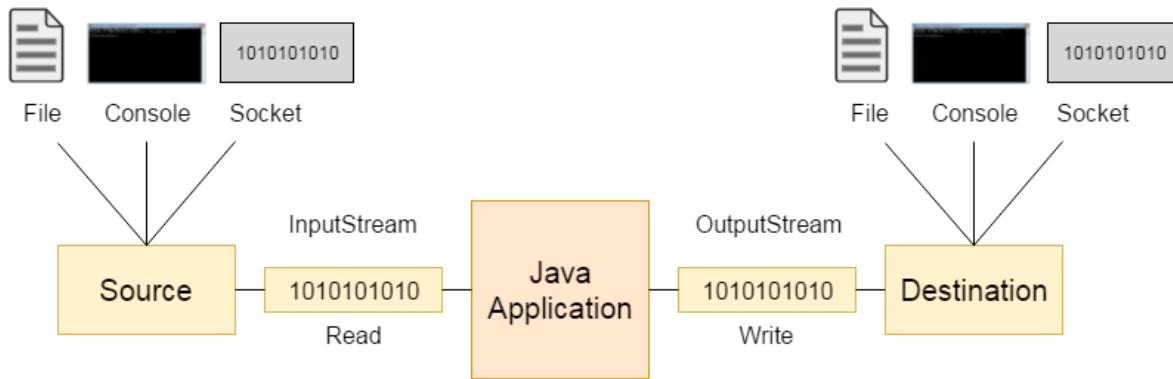 1010101010
1010101010
File
Console
Socket
File
Console
Socket
InputStream
OutputStream
Source
1010101010
Java
Application
1010101010
Destination
Read
Write